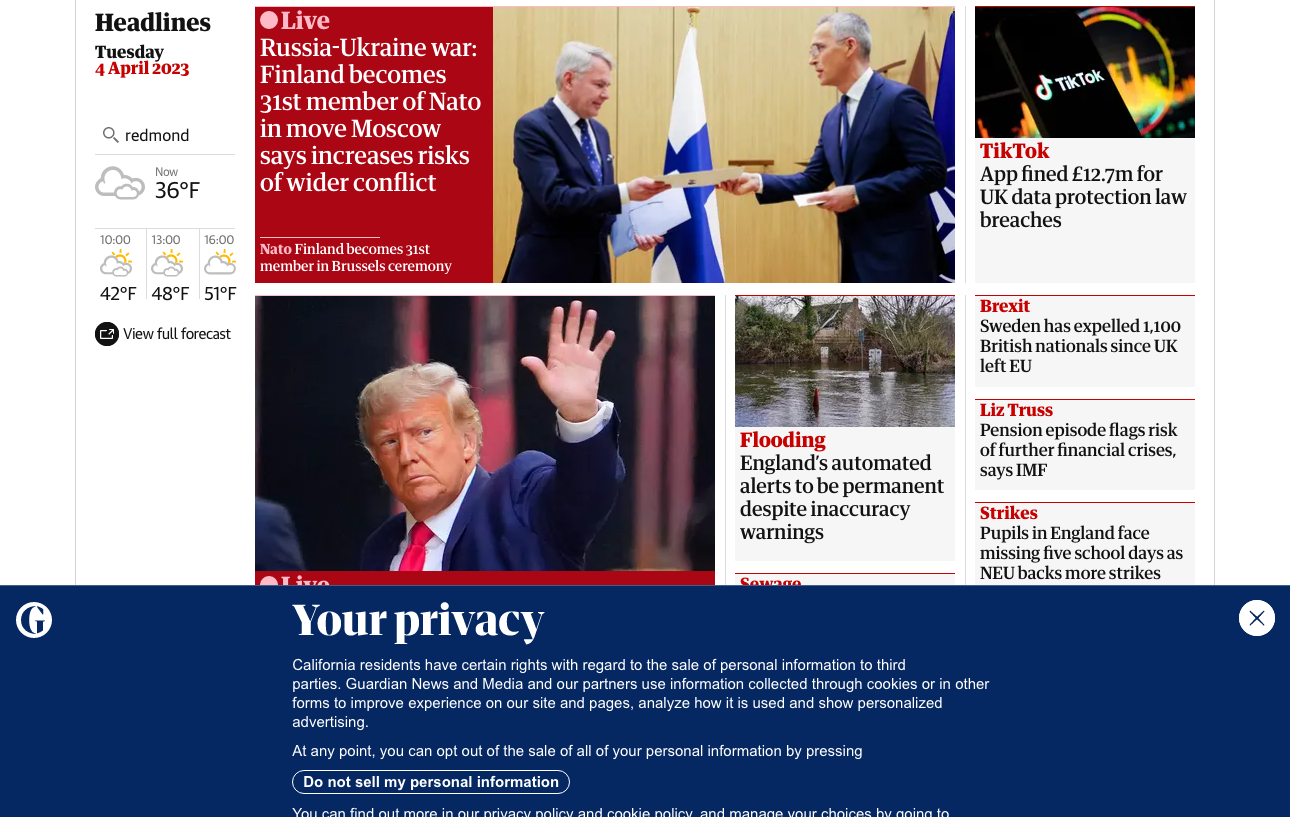 Headlines
Tuesday
4 April 2023
redmond
Now
36°F
10:00
42°F
13:00
48°F
16:00
51°F
View full forecast
Live
Russia-Ukraine war:
Finland becomes
31st member of Nato
in move Moscow
says increases risks
of wider conflict
Nato Finland becomes 31st
member in Brussels ceremony
TikTok
TikTok
App fined £12.7m for
UK data protection law
breaches
Live
Flooding
England’s automated
alerts to be permanent
despite inaccuracy
warnings
Sewage
Brexit
Sweden has expelled 1,100
British nationals since UK
left EU
Liz Truss
Pension episode flags risk
of further financial crises,
says IMF
Strikes
Pupils in England face
missing five school days as
NEU backs more strikes
Your privacy
California residents have certain rights with regard to the sale of personal information to third
parties. Guardian News and Media and our partners use information collected through cookies or in other
forms to improve experience on our site and pages, analyze how it is used and show personalized
advertising.
At any point, you can opt out of the sale of all of your personal information by pressing
Do not sell my personal information
You can find out more in our privacy policy and cookie policy, and manage your choices by going to